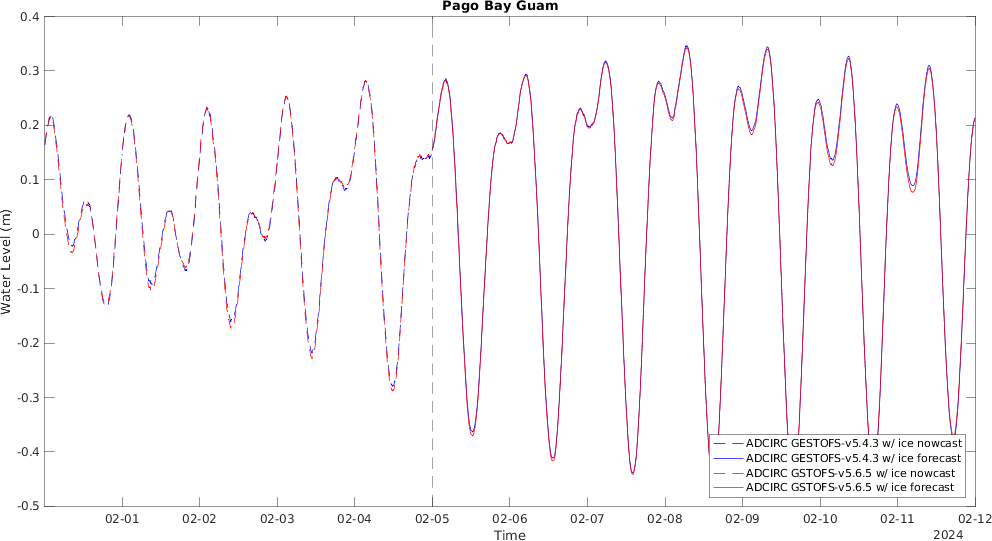 Pago Bay Guam
0.4
0.3
0.2
0.1
0
-0.1
-0.2
-0.3
-0.4
-0.5
Water Level (m)
ADCIRC GESTOFS-v5.4.3 w/ ice nowcast
ADCIRC GESTOFS-v5.4.3 w/ ice forecast
ADCIRC GSTOFS-v5.6.5 w/ ice nowcast
ADCIRC GSTOFS-v5.6.5 w/ ice forecast
02-01 02-02 02-03 02-04 02-05 02-06 02-07 02-08 02-09 02-10 02-11 02-12
Time
2024